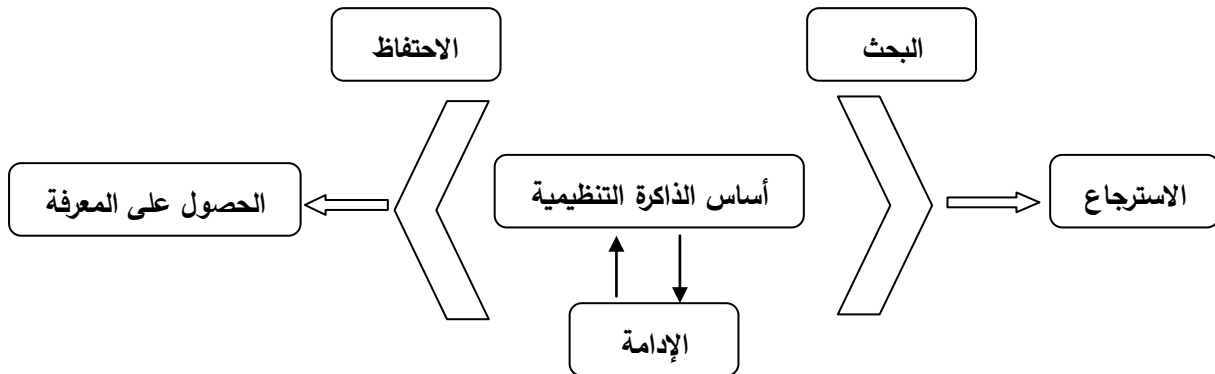 البحث
الاحتفاظ
الاسترجاع
أساس الذاكرة التنظيمية
الحصول على المعرفة
الإدامة